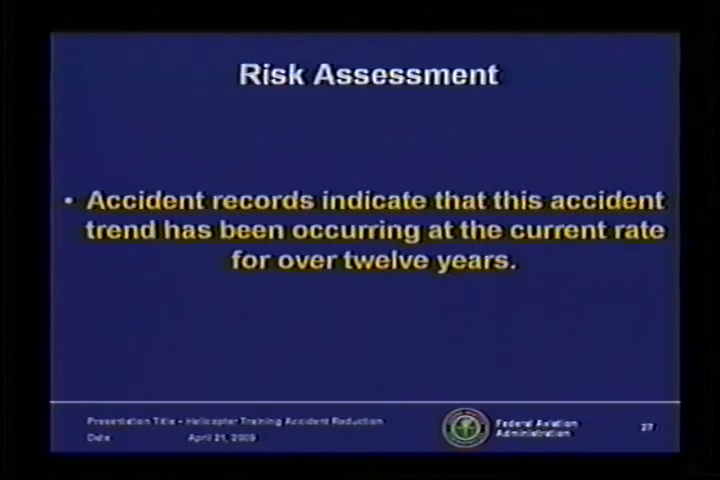 Risk Assessment
• Accident records indicate that this accident
trend has been occurring at the current rate
for over twelve years.
Presentation Title - Helicopter Training Accident Reduction
Date April 21, 2009
Federal Aviation
Administration
27